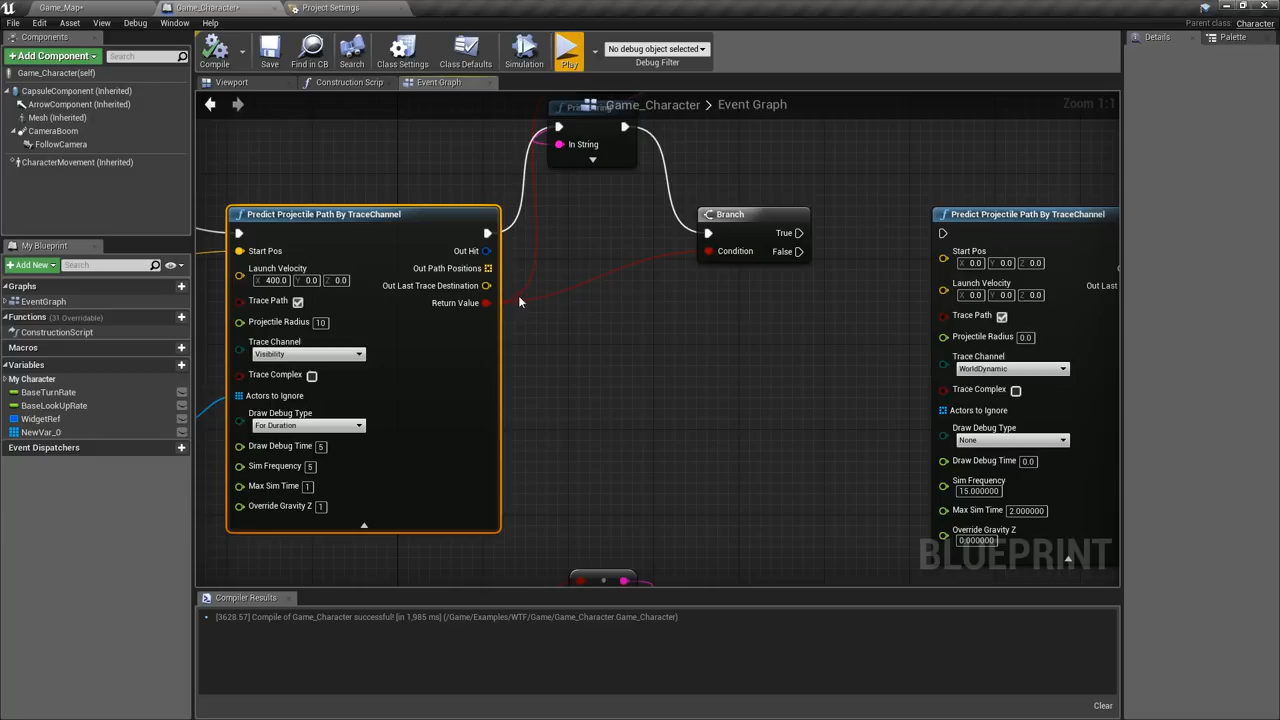 Game_Map*
Game_Character*
Project Settings
File Edit Asset View Debug Window Help
Parent class: Character
Components
Add Component
Search
Game_Character(self)
CapsuleComponent (Inherited)
ArrowComponent (Inherited)
Mesh (Inherited)
CameraBoom
FollowCamera
CharacterMovement (Inherited)
My Blueprint
Add New
Search
Graphs
EventGraph
Functions (31 Overridable)
ConstructionScript
Macros
Variables
My Character
BaseTurnRate
BaseLookUpRate
WidgetRef
NewVar_0
Event Dispatchers
Compile
Save
Find in CB
Search
Class Settings
Class Defaults
Simulation
Play
No debug object selected
Debug Filter
Viewport
Construction Scrip
Event Graph
Game_Character > Event Graph
Zoom 1:1
In String
Predict Projectile Path By TraceChannel
Start Pos
Out Hit
Launch Velocity
X 400.0 Y 0.0 Z 0.0
Out Path Positions
Out Last Trace Destination
Trace Path
Return Value
Projectile Radius 10
Trace Channel
Visibility
Trace Complex
Actors to Ignore
Draw Debug Type
For Duration
Draw Debug Time 5
Sim Frequency 5
Max Sim Time 1
Override Gravity Z 1
Branch
True
Condition
False
Predict Projectile Path By TraceChannel
Start Pos
X 0.0 Y 0.0 Z 0.0
Launch Velocity
X 0.0 Y 0.0 Z 0.0
Out La
Trace Path
Projectile Radius 0.0
Trace Channel
WorldDynamic
Trace Complex
Actors to Ignore
Draw Debug Type
None
Draw Debug Time 0.0
Sim Frequency
15.000000
Max Sim Time 2.000000
Override Gravity Z
0.000000
BLUEPRINT
Compiler Results
[3628.57] Compile of Game_Character successful! [in 1,985 ms] (/Game/Examples/WTF/Game/Game_Character.Game_Character)
Clear
Details
Palette